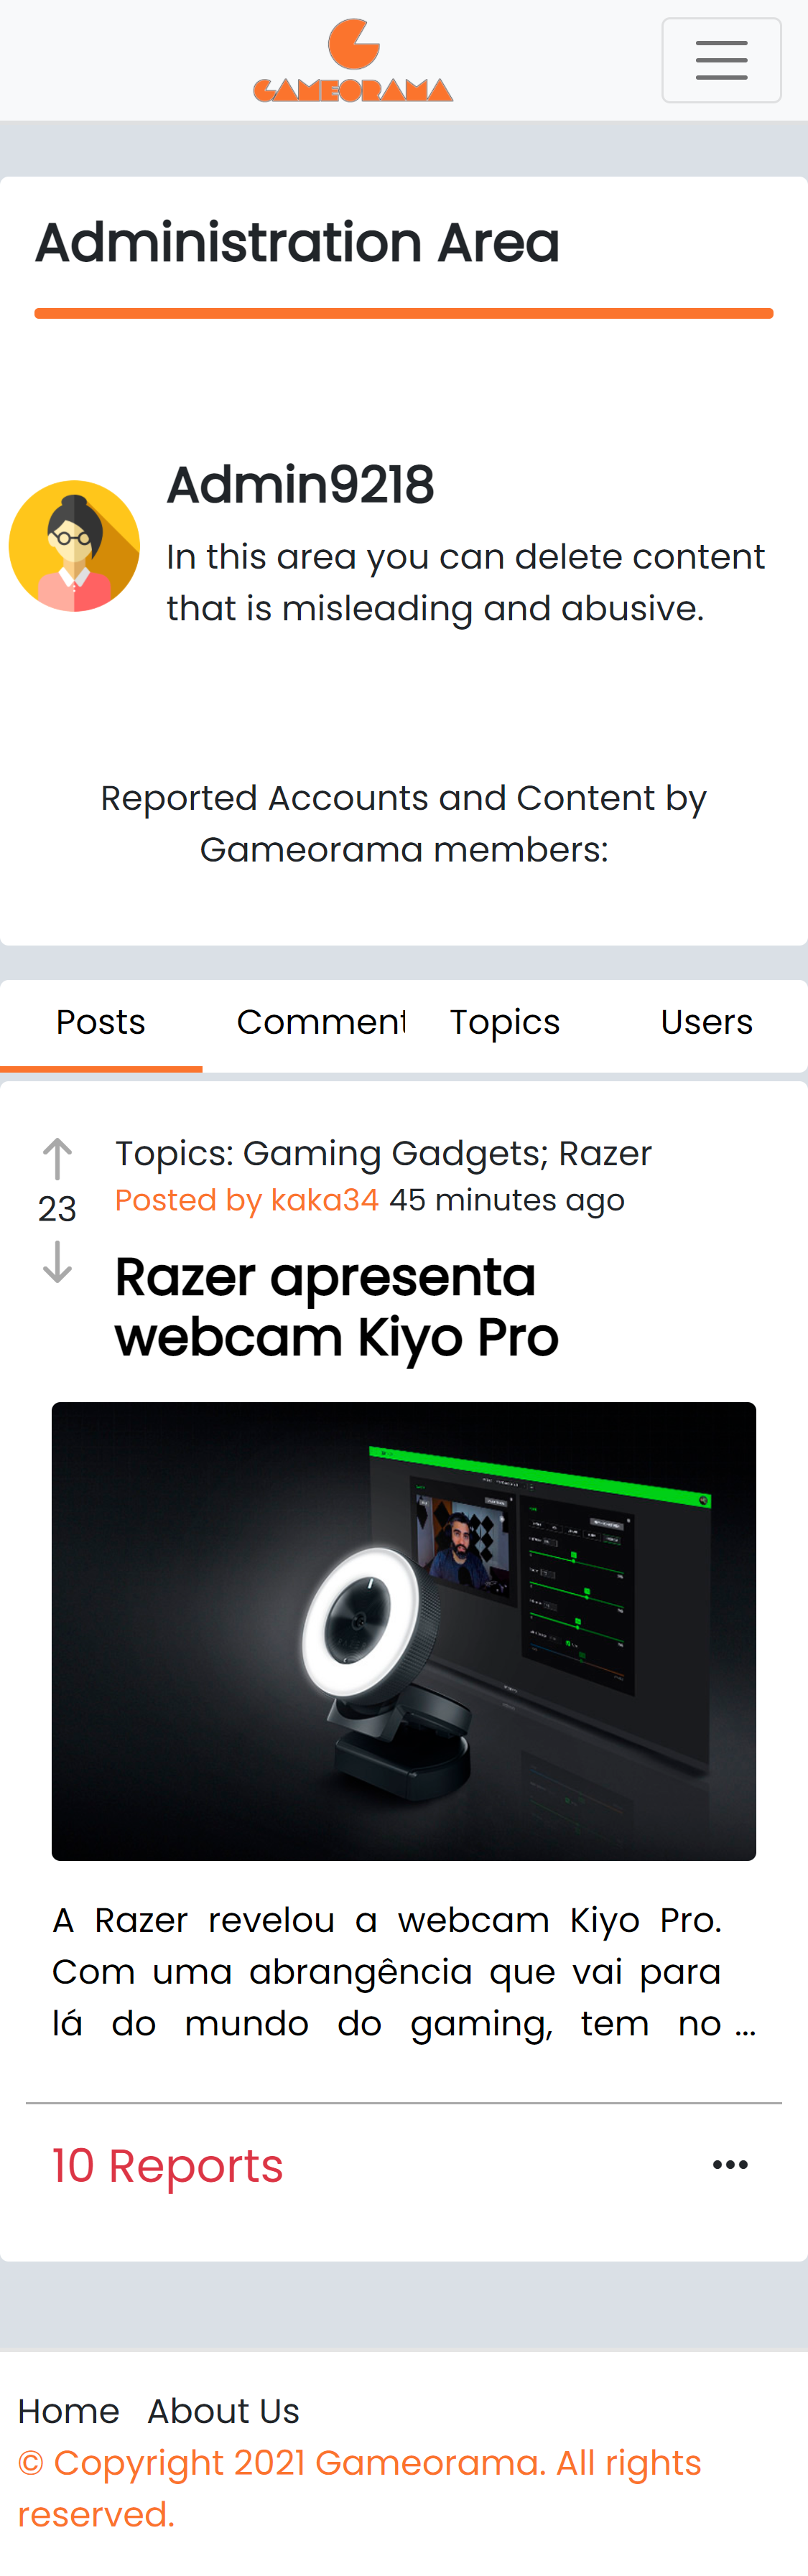 GAMEORAMA
Administration Area
Admin9218
In this area you can delete content
that is misleading and abusive.
Reported Accounts and Content by
Gameorama members:
Posts
Comment
Topics
Users
Topics: Gaming Gadgets; Razer
23
Posted by kaka34 45 minutes ago
Razer apresenta
webcam Kiyo Pro
A Razer revelou a webcam Kiyo Pro.
Com uma abrangência que vai para
lá do mundo do gaming, tem no ...
10 Reports
Home About Us
© Copyright 2021 Gameorama. All rights
reserved.